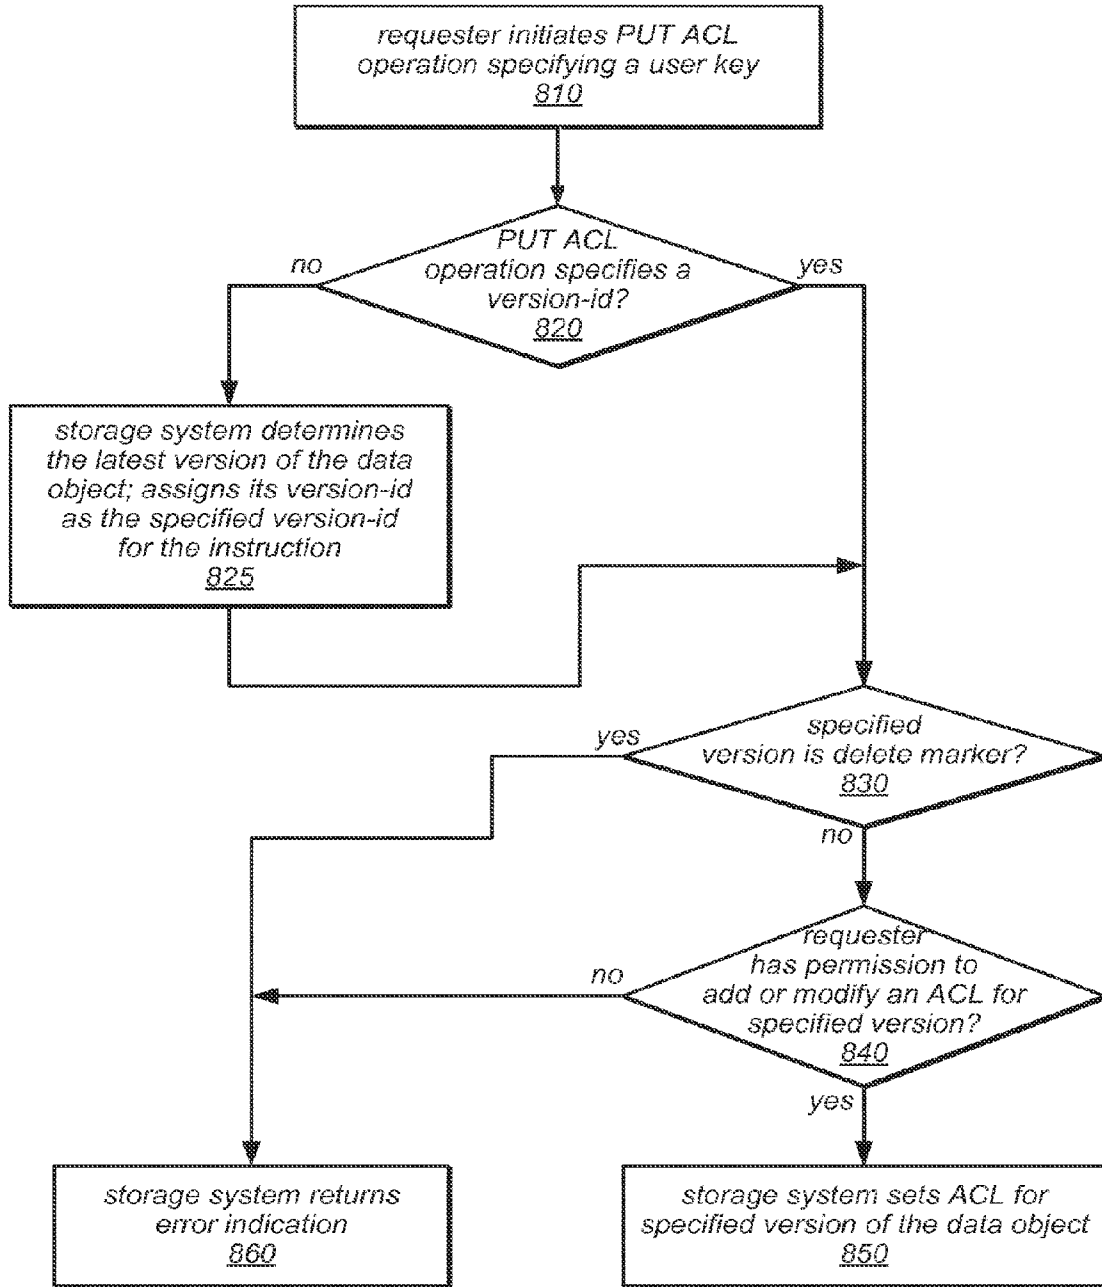 requester initiates PUT ACL
operation specifying a user key
810
PUT ACL
operation specifies a
version-id?
820
no
yes
storage system determines
the latest version of the data
object; assigns its version-id
as the specified version-id
for the instruction
825
specified
version is delete marker?
830
yes
no
requester
has permission to
add or modify an ACL for
specified version?
840
no
yes
storage system returns
error indication
860
storage system sets ACL for
specified version of the data object
850